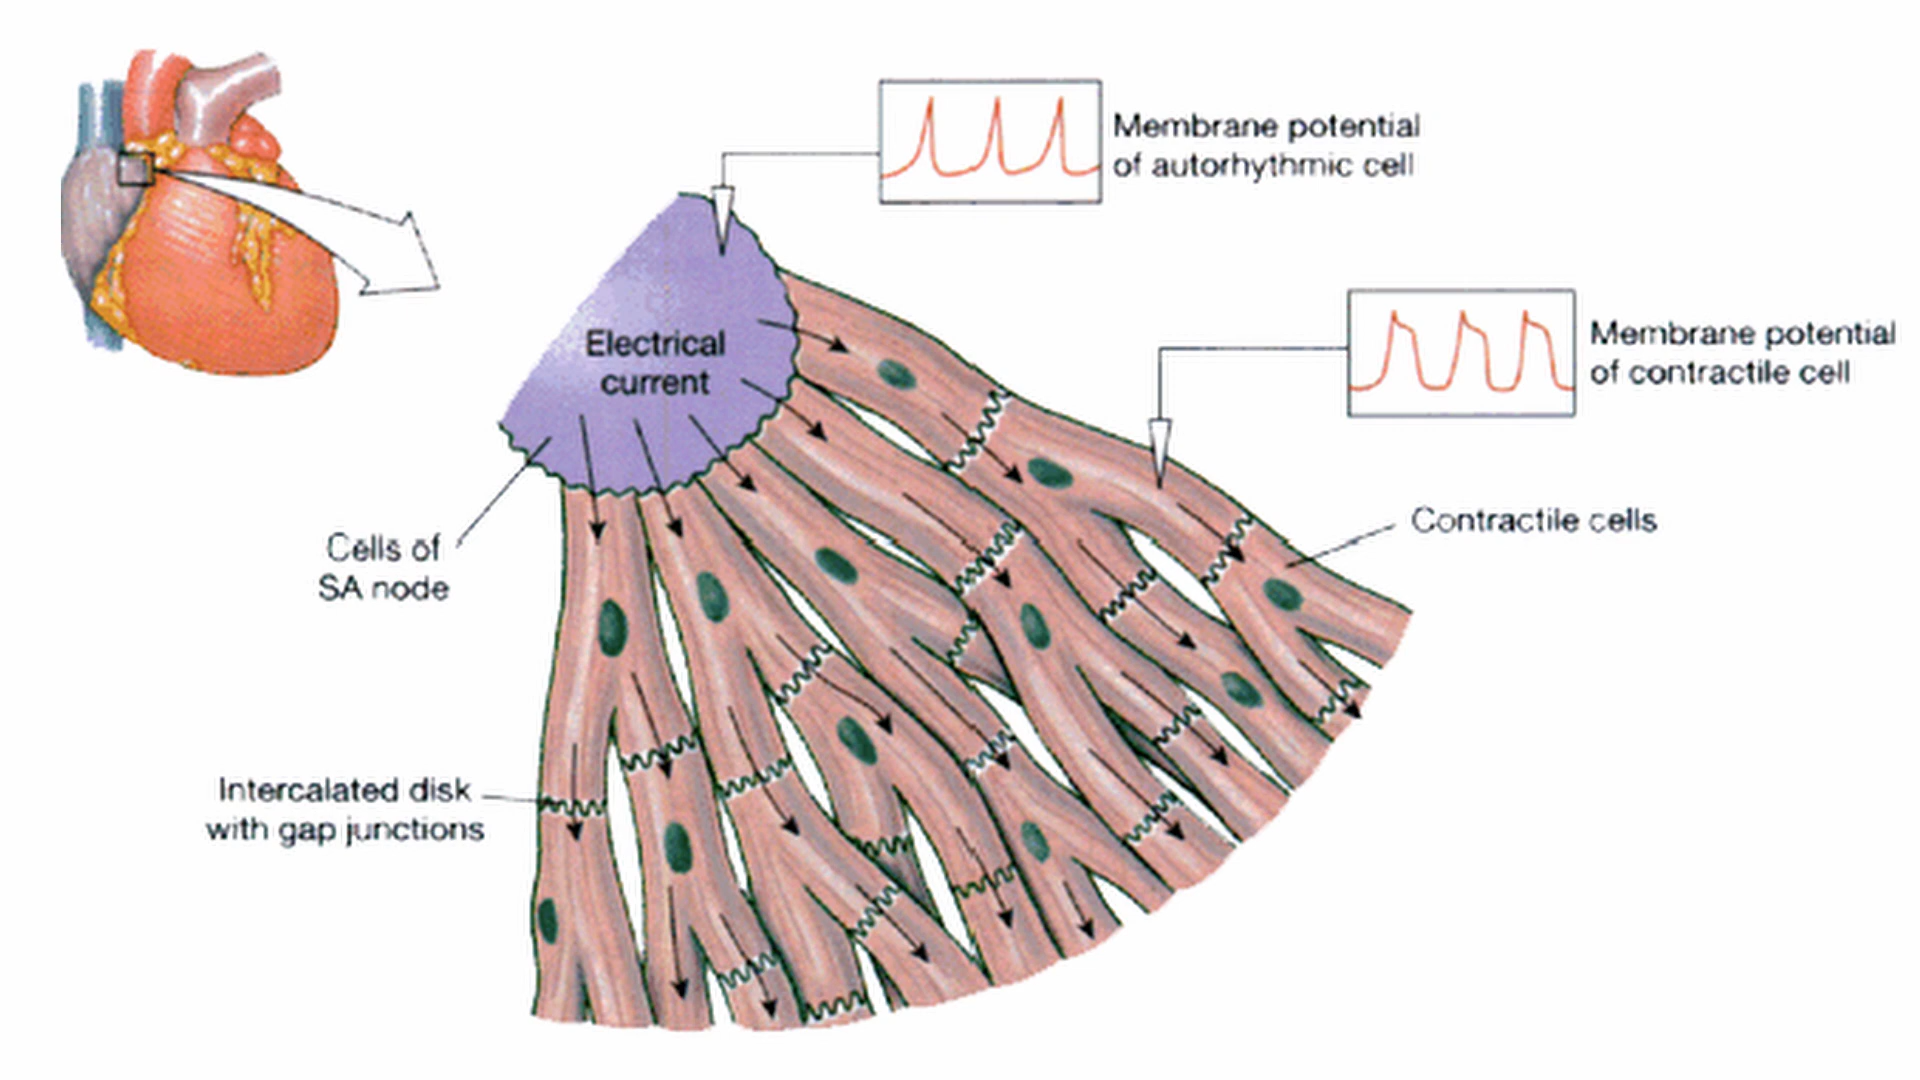 Membrane potential
of autorhythmic cell
Electrical
current
Membrane potential
of contractile cell
Contractile cells
Cells of
SA node
Intercalated disk
with gap junctions